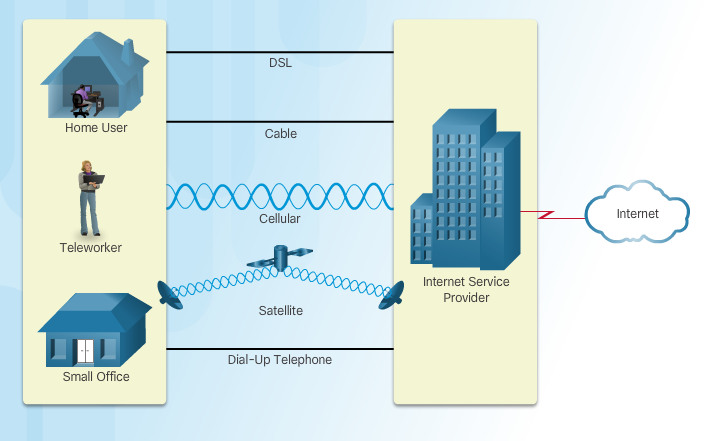 DSL
Home User
Cable
Teleworker
Cellular
Internet
Satellite
Internet Service
Provider
Small Office
Dial-Up Telephone